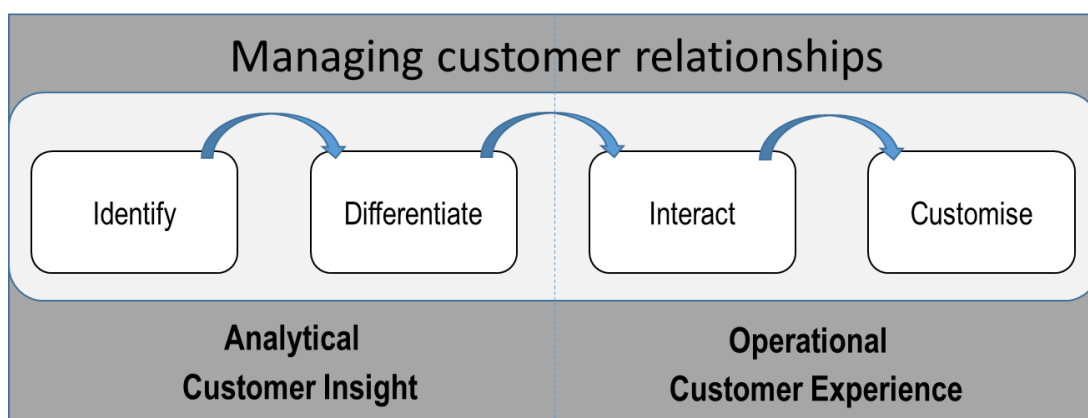 Managing customer relationships
Identify
Differentiate
Interact
Customise
Analytical
Customer Insight
Operational
Customer Experience